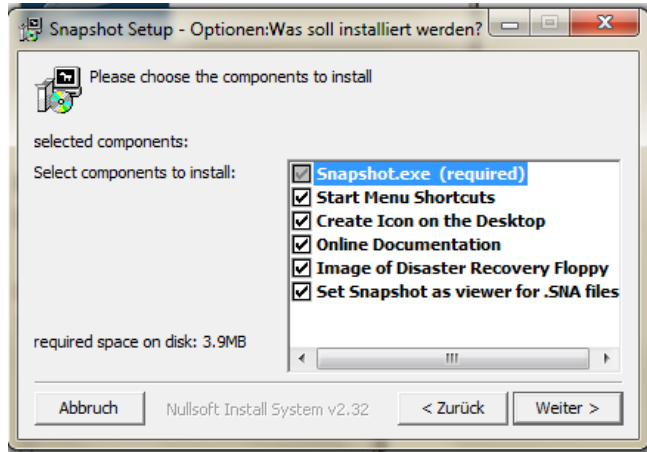 Snapshot Setup - Optionen:Was soll installiert werden?
Please choose the components to install
selected components:
Select components to install:
Snapshot.exe (required)
Start Menu Shortcuts
Create Icon on the Desktop
Online Documentation
Image of Disaster Recovery Floppy
Set Snapshot as viewer for .SNA files
required space on disk: 3.9MB
Abbruch
Nullsoft Install System v2.32
< Zurück
Weiter >